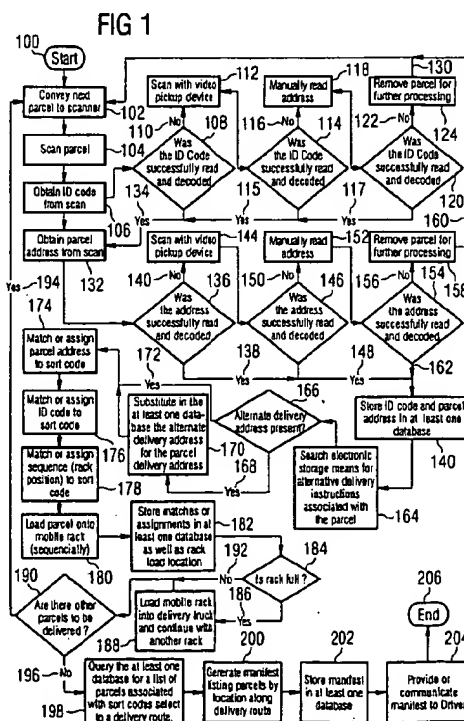 FIG 1
100
Start
Convey next
parcel to scanner
102
Scan parcel
104
Obtain ID code
from scan
106
Obtain parcel
address from scan
132
Scan with video
pickup device
112
110
No
108
Was
the ID Code
successfully read
and decoded
134
Yes
Manually read
address
118
116
No
114
Was
the ID Code
successfully read
and decoded
115
Yes
130
Remove parcel for
further processing
122
No
124
Was
the ID Code
successfully read
and decoded
117
Yes
120
160
144
Scan with video
pickup device
140
No
136
Was
the address
successfully read
and decoded
138
Yes
152
Manually read
address
150
No
146
Was
the address
successfully read
and decoded
148
Yes
Remove parcel for
further processing
156
No
154
158
Was
the address
successfully read
and decoded
162
Store ID code and parcel
address in at least one
database
140
Search electronic
storage means for
alternative delivery
instructions
associated with
the parcel
164
166
Alternate delivery
address present?
168
Yes
172
Yes
Substitute in the
at least one data-
base the alternate
delivery address
for the parcel
delivery address
170
Yes
194
174
Match or assign
parcel address
to sort code
Match or assign
ID code to
sort code
176
Match or assign
sequence (rack
position) to sort
code
178
Load parcel onto
mobile rack
(sequencially)
180
Store matches or
assignments in at
least one database
as well as rack
load location
182
184
Is rack full ?
192
No
186
Yes
Load mobile rack
into delivery truck
and continue with
another rack
188
190
Are there other
parcels to be
delivered ?
196
No
Query the at least one
database for a list of
parcels associated
with sort codes select
to a delivery route.
198
200
Generate manifest
listing parcels by
location along
delivery route
202
Store manifest
in at least one
database
204
Provide or
communicate
manifest to Driver
206
End